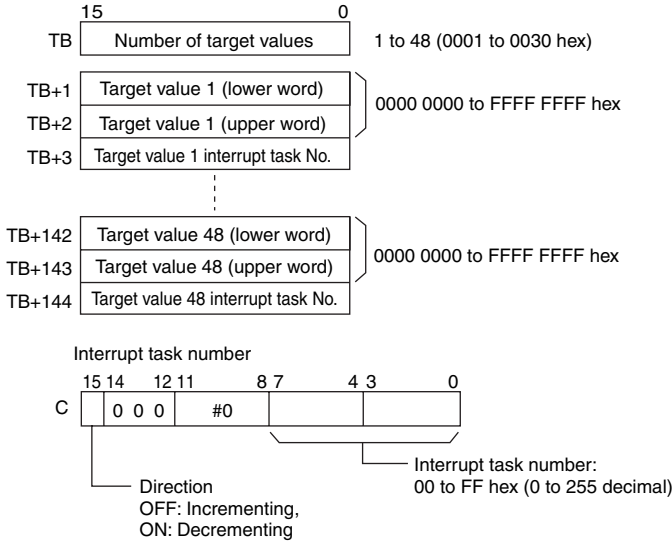 15 0
TB Number of target values 1 to 48 (0001 to 0030 hex)
TB+1 Target value 1 (lower word)
0000 0000 to FFFF FFFF hex
TB+2 Target value 1 (upper word)
TB+3 Target value 1 interrupt task No.
TB+142 Target value 48 (lower word)
0000 0000 to FFFF FFFF hex
TB+143 Target value 48 (upper word)
TB+144 Target value 48 interrupt task No.
Interrupt task number
15 14 12 11 8 7 4 3 0
C 0 0 0 #0
Interrupt task number:
00 to FF hex (0 to 255 decimal)
Direction
OFF: Incrementing,
ON: Decrementing